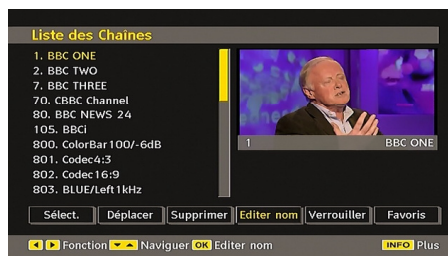 Liste des Chaines
1. BBC ONE
2. BBC TWO
7. BBC THREE
70. CBBC Channel
80. BBC NEWS 24
105. BBCi
800. ColorBar100/-6dB
801. Codec4:3
802. Codec16:9
803. BLUE/Left1kHz
1 BBC ONE
Sélect. Déplacer Supprimer Editer nom Verrouiller Favoris
Fonction Naviguer OK Editer nom INFO Plus